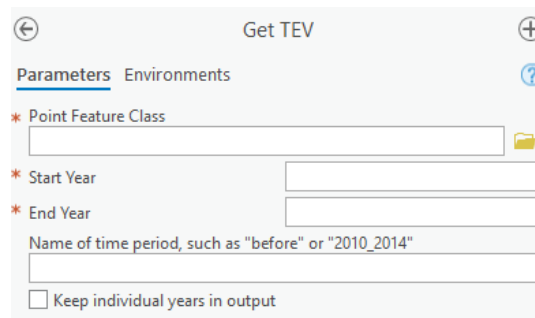 Get TEV
Parameters Environments
* Point Feature Class
* Start Year
* End Year
Name of time period, such as "before" or "2010_2014"
Keep individual years in output